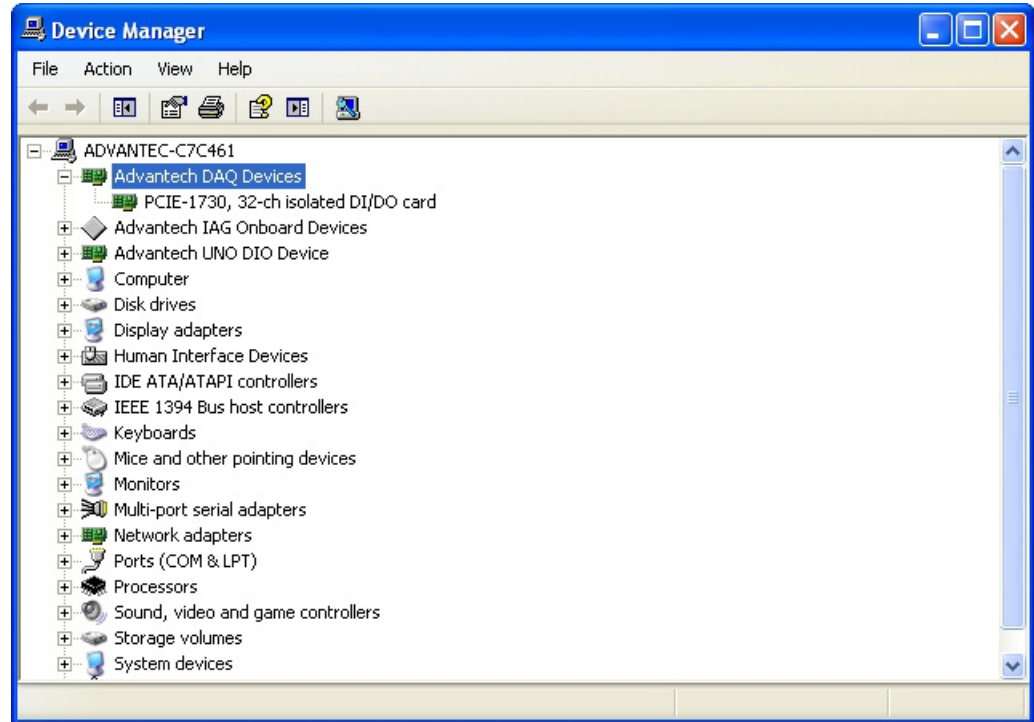 Device Manager
File Action View Help
ADVANTEC-C7C461
Advantech DAQ Devices
PCIE-1730, 32-ch isolated DI/DO card
Advantech IAG Onboard Devices
Advantech UNO DIO Device
Computer
Disk drives
Display adapters
Human Interface Devices
IDE ATA/ATAPI controllers
IEEE 1394 Bus host controllers
Keyboards
Mice and other pointing devices
Monitors
Multi-port serial adapters
Network adapters
Ports (COM & LPT)
Processors
Sound, video and game controllers
Storage volumes
System devices